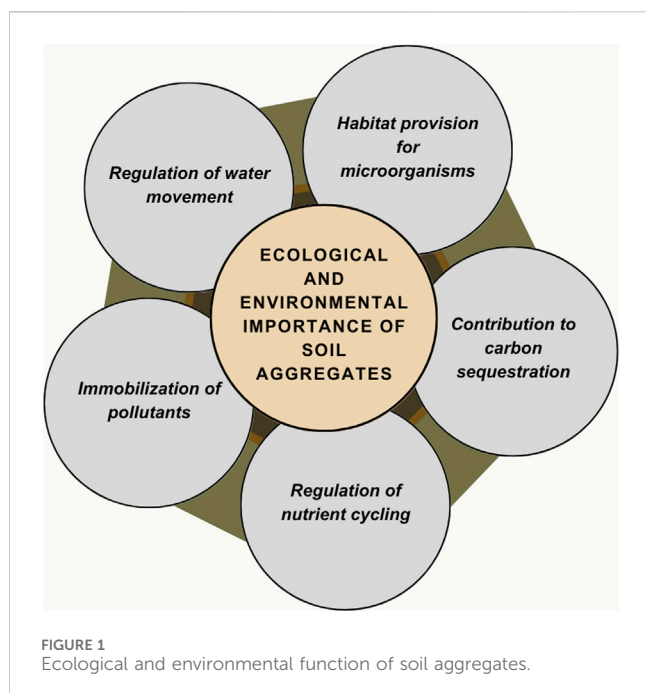 Habitat provision
for
microorganisms
Regulation of water
movement
ECOLOGICAL
AND
ENVIRONMENTAL
IMPORTANCE OF
SOIL
AGGREGATES
Contribution to
carbon
sequestration
Immobilization of
pollutants
Regulation of
nutrient cycling
FIGURE 1
Ecological and environmental function of soil aggregates.